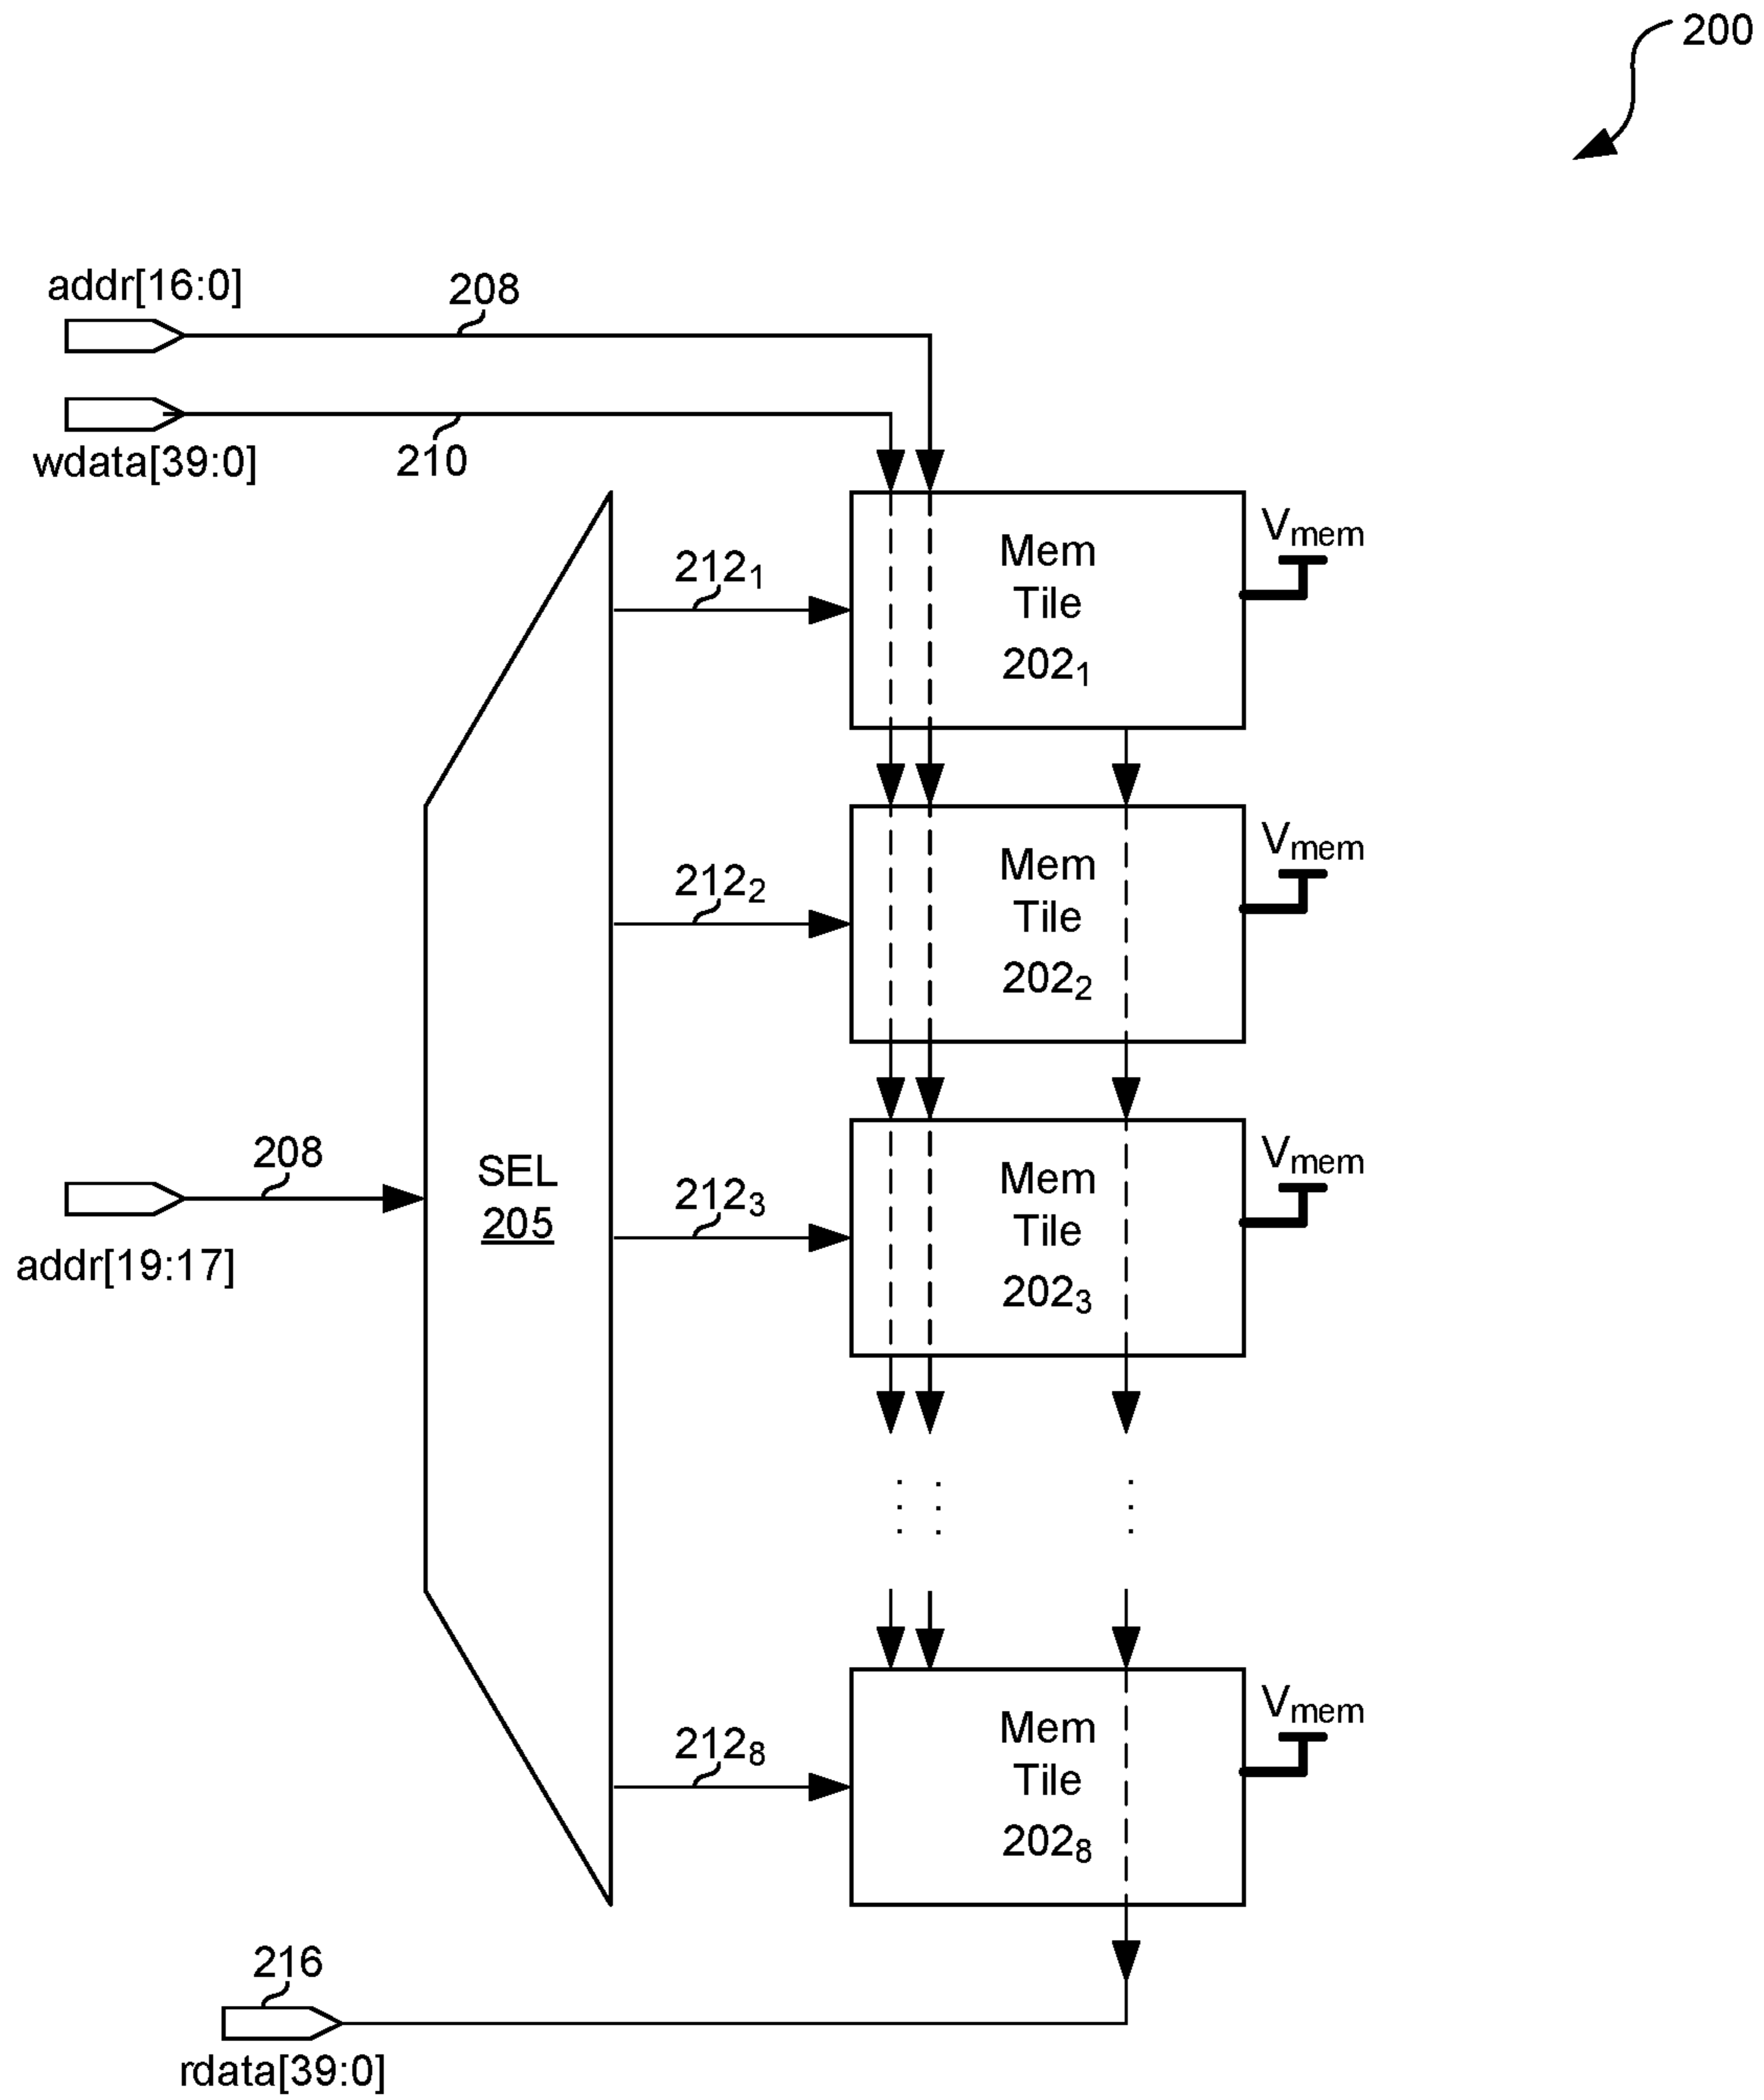 200
addr[16:0]
208
wdata[39:0]
210
212₁
Mem
Tile
202₁
Vmem
212₂
Mem
Tile
202₂
Vmem
addr[19:17]
208
SEL
205
212₃
Mem
Tile
202₃
Vmem
212₈
Mem
Tile
202₈
Vmem
216
rdata[39:0]